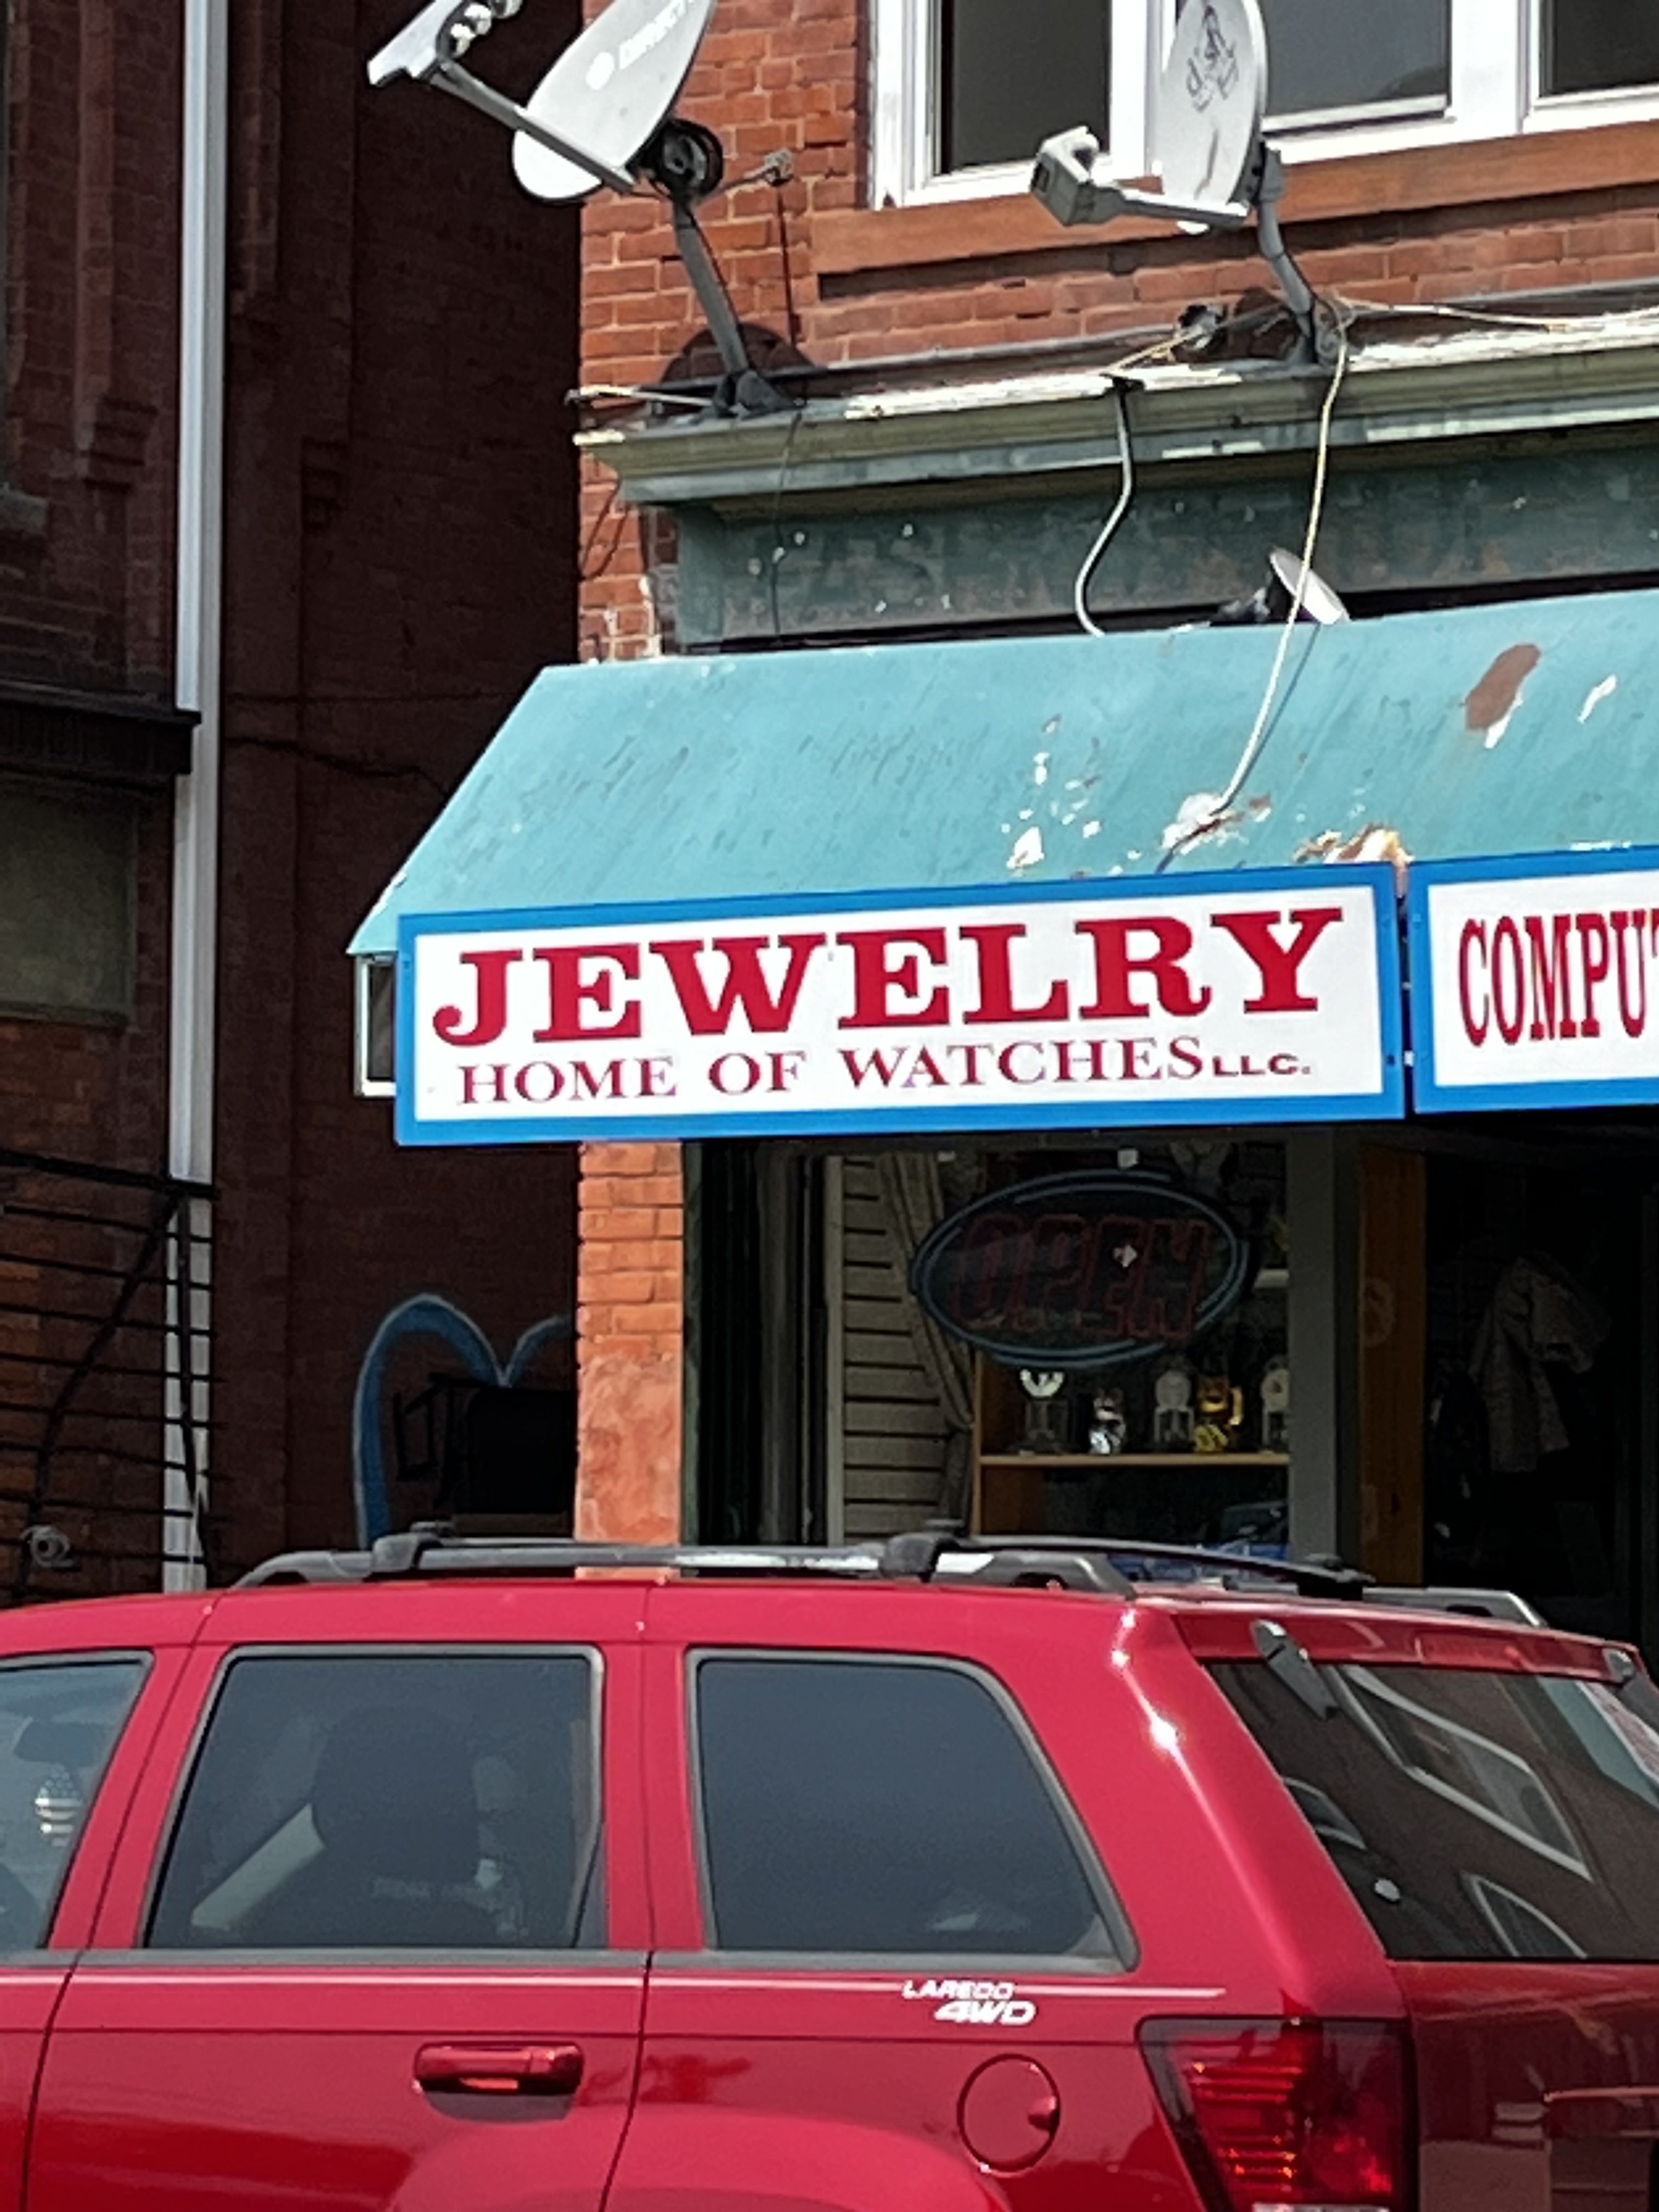 JEWELRY
HOME OF WATCHES LLC.
COMPUT
OPEN
LAREDO
4WD